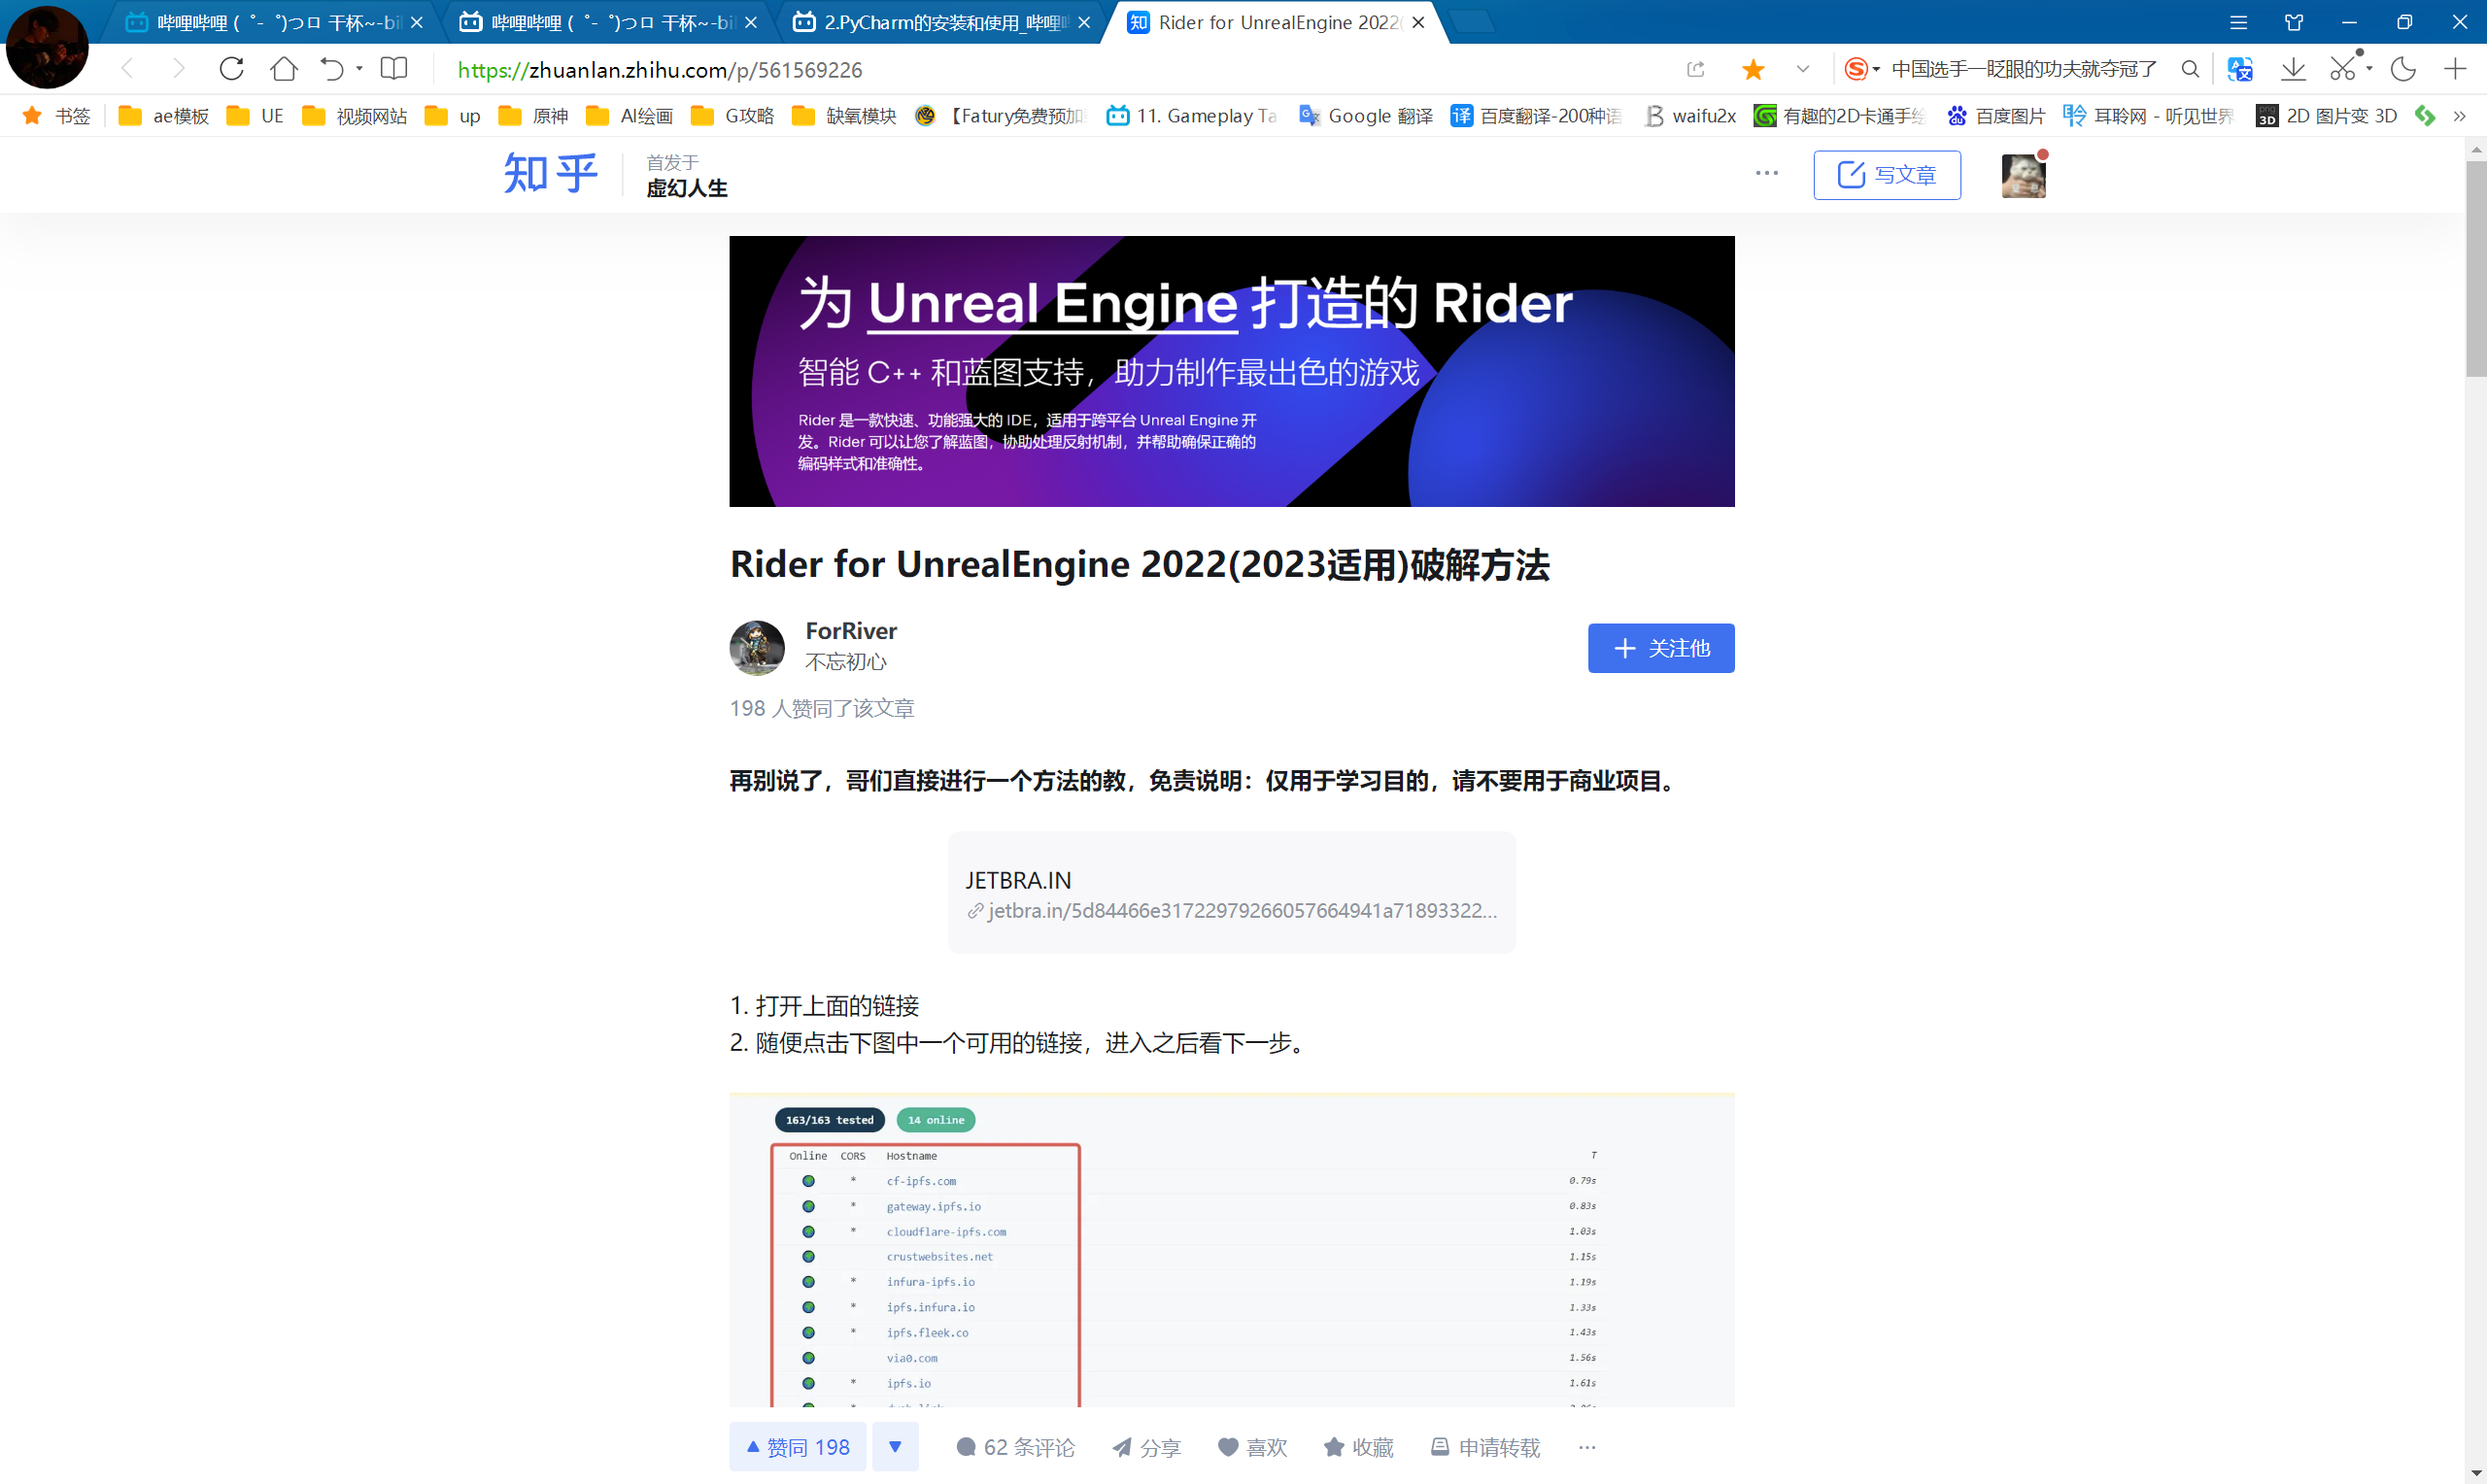 哔哩哔哩 (゜-゜)つロ 干杯~-bil
哔哩哔哩 (゜-゜)つロ 干杯~-bil
2.PyCharm的安装和使用_哔哩哔
知 Rider for UnrealEngine 2022(
https://zhuanlan.zhihu.com/p/561569226
中国选手一眨眼的功夫就夺冠了
书签 ae模板 UE 视频网站 up 原神 AI绘画 G攻略 缺氧模块 【Fatury免费预加 11. Gameplay Ta Google 翻译 译 百度翻译-200种语 waifu2x 有趣的2D卡通手绘 百度图片 耳聆网 - 听见世界 2D 图片变 3D
知乎
首发于
虚幻人生
写文章
为 Unreal Engine 打造的 Rider
智能 C++ 和蓝图支持，助力制作最出色的游戏
Rider 是一款快速、功能强大的 IDE，适用于跨平台 Unreal Engine 开
发。Rider 可以让您了解蓝图，协助处理反射机制，并帮助确保正确的
编码样式和准确性。
Rider for UnrealEngine 2022(2023适用)破解方法
ForRiver
不忘初心
关注他
198 人赞同了该文章
再别说了，哥们直接进行一个方法的教，免责说明：仅用于学习目的，请不要用于商业项目。
JETBRA.IN
jetbra.in/5d84466e31722979266057664941a71893322...
1. 打开上面的链接
2. 随便点击下图中一个可用的链接，进入之后看下一步。
163/163 tested 14 online
Online CORS Hostname T
* cf-ipfs.com 0.79s
* gateway.ipfs.io 0.83s
* cloudflare-ipfs.com 1.03s
crustwebsites.net 1.15s
* infura-ipfs.io 1.19s
* ipfs.infura.io 1.33s
* ipfs.fleek.co 1.43s
via0.com 1.56s
* ipfs.io 1.61s
赞同 198 62 条评论 分享 喜欢 收藏 申请转载 ...